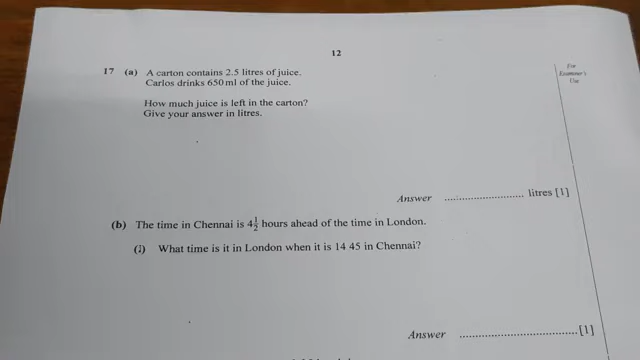 12
For
Examiner's
Use
17 (a) A carton contains 2.5 litres of juice.
Carlos drinks 650 ml of the juice.
How much juice is left in the carton?
Give your answer in litres.
Answer ........................... litres [1]
(b) The time in Chennai is 4½ hours ahead of the time in London.
(i) What time is it in London when it is 14 45 in Chennai?
Answer ........................................ [1]